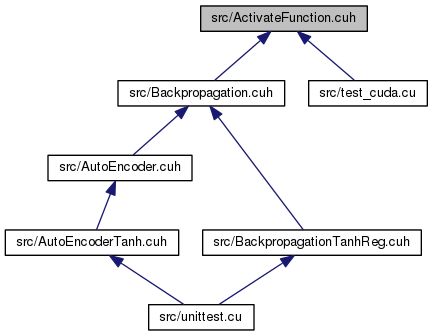 src/ActivateFunction.cuh
src/Backpropagation.cuh
src/test_cuda.cu
src/AutoEncoder.cuh
src/AutoEncoderTanh.cuh
src/BackpropagationTanhReg.cuh
src/unittest.cu